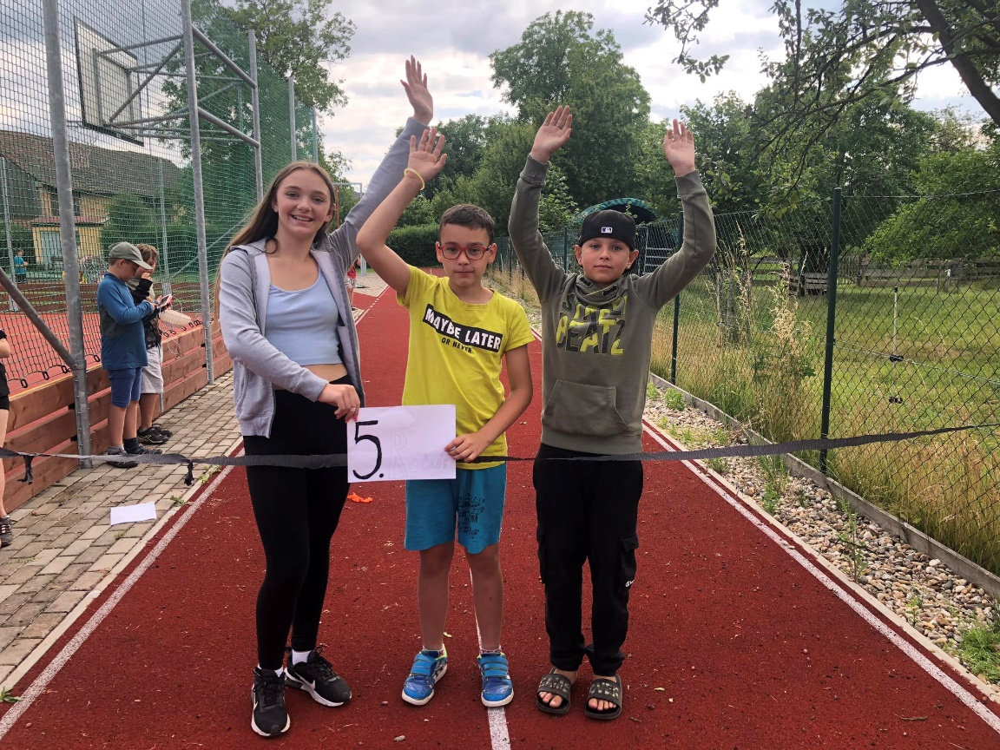 MAYBE LATER
OR NEVER.
BEATZ
5.